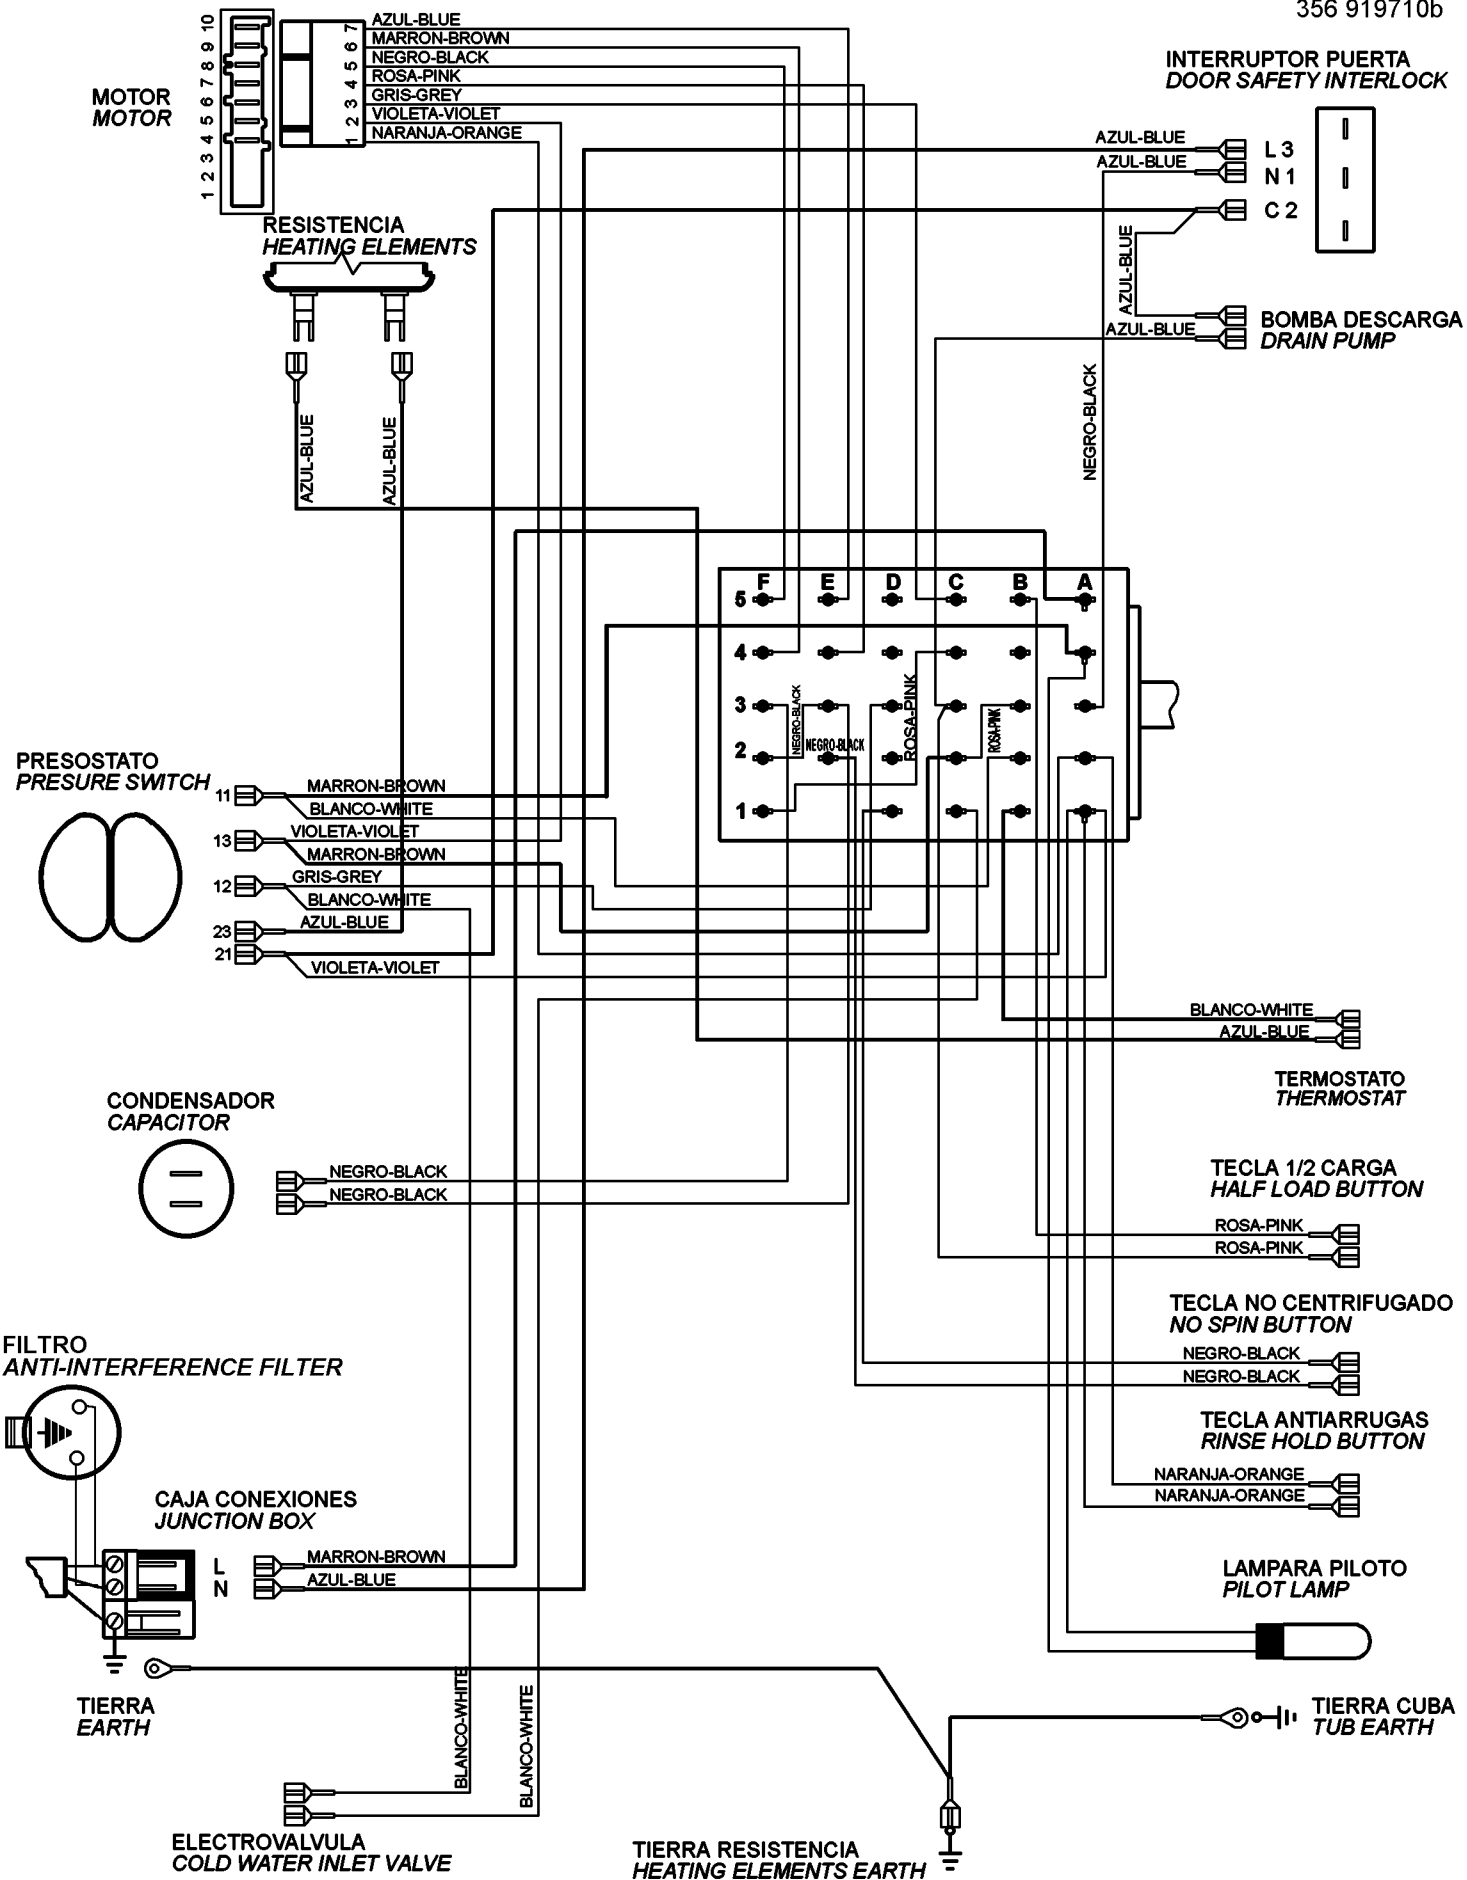 356 919710b
10 9 8 7 6 5 4 3 2 1
MOTOR
MOTOR
7 AZUL-BLUE
6 MARRON-BROWN
5 NEGRO-BLACK
4 ROSA-PINK
3 GRIS-GREY
2 VIOLETA-VIOLET
1 NARANJA-ORANGE
INTERRUPTOR PUERTA
DOOR SAFETY INTERLOCK
AZUL-BLUE L 3
AZUL-BLUE N 1
C 2
AZUL-BLUE
BOMBA DESCARGA
DRAIN PUMP
AZUL-BLUE
NEGRO-BLACK
RESISTENCIA
HEATING ELEMENTS
AZUL-BLUE
AZUL-BLUE
F E D C B A
5
4
3
2
1
NEGRO-BLACK
NEGRO-BLACK
ROSA-PINK
ROSA-PINK
PRESOSTATO
PRESURE SWITCH
11 MARRON-BROWN
BLANCO-WHITE
13 VIOLETA-VIOLET
MARRON-BROWN
12 GRIS-GREY
BLANCO-WHITE
23 AZUL-BLUE
21
VIOLETA-VIOLET
BLANCO-WHITE
AZUL-BLUE
TERMOSTATO
THERMOSTAT
CONDENSADOR
CAPACITOR
NEGRO-BLACK
NEGRO-BLACK
TECLA 1/2 CARGA
HALF LOAD BUTTON
ROSA-PINK
ROSA-PINK
TECLA NO CENTRIFUGADO
NO SPIN BUTTON
NEGRO-BLACK
NEGRO-BLACK
TECLA ANTIARRUGAS
RINSE HOLD BUTTON
NARANJA-ORANGE
NARANJA-ORANGE
FILTRO
ANTI-INTERFERENCE FILTER
CAJA CONEXIONES
JUNCTION BOX
L MARRON-BROWN
N AZUL-BLUE
LAMPARA PILOTO
PILOT LAMP
TIERRA
EARTH
BLANCO-WHITE
BLANCO-WHITE
TIERRA CUBA
TUB EARTH
ELECTROVALVULA
COLD WATER INLET VALVE
TIERRA RESISTENCIA
HEATING ELEMENTS EARTH